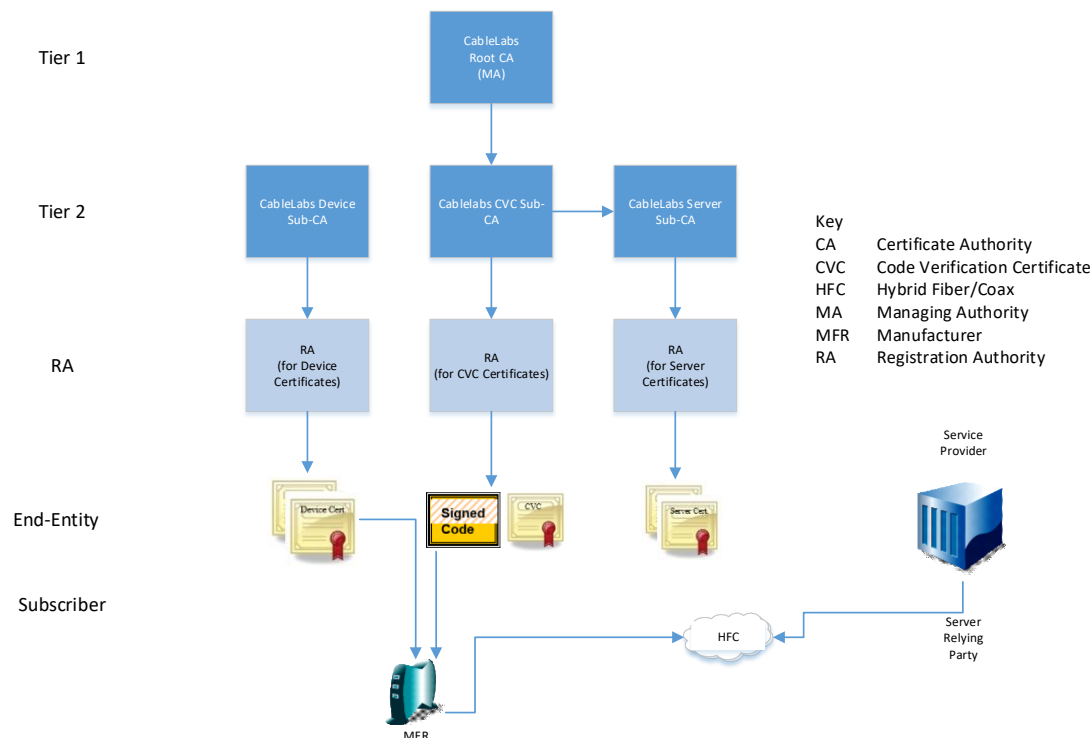 Tier 1
CableLabs
Root CA
(MA)
Tier 2
CableLabs Device
Sub-CA
Cablelabs CVC Sub-
CA
CableLabs Server
Sub-CA
Key
CA Certificate Authority
CVC Code Verification Certificate
HFC Hybrid Fiber/Coax
MA Managing Authority
MFR Manufacturer
RA Registration Authority
RA
RA
(for Device
Certificates)
RA
(for CVC Certificates)
RA
(for Server
Certificates)
Service
Provider
End-Entity
Device Cert
Signed
Code
CVC
Server Cert
Subscriber
HFC
Server
Relying
Party
MFR